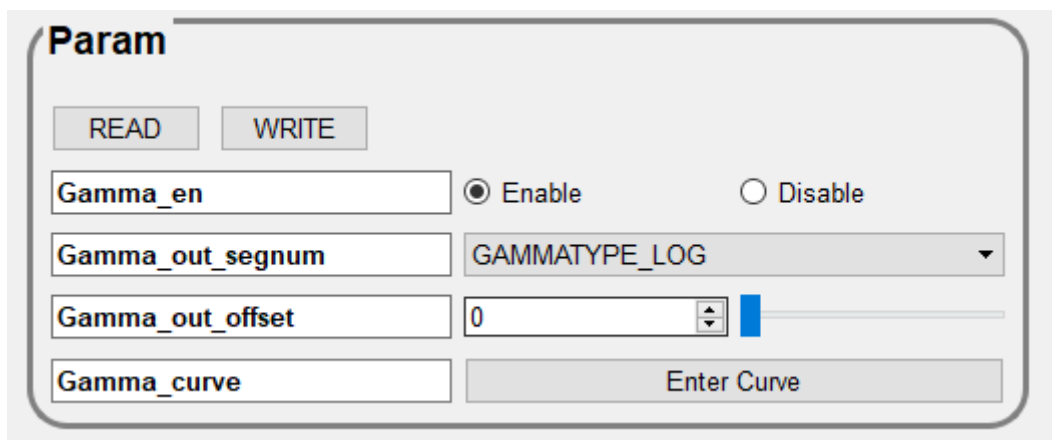 Param
READ WRITE
Gamma_en Enable Disable
Gamma_out_segnum GAMMATYPE_LOG
Gamma_out_offset 0
Gamma_curve Enter Curve